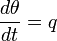 dθ/dt = q